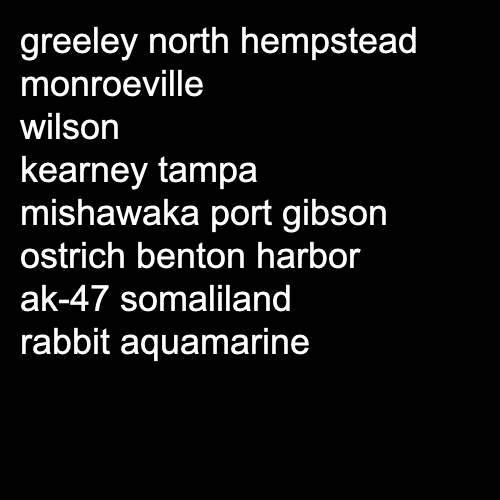 greeley north hempstead
monroeville
wilson
kearney tampa
mishawaka port gibson
ostrich benton harbor
ak-47 somaliland
rabbit aquamarine